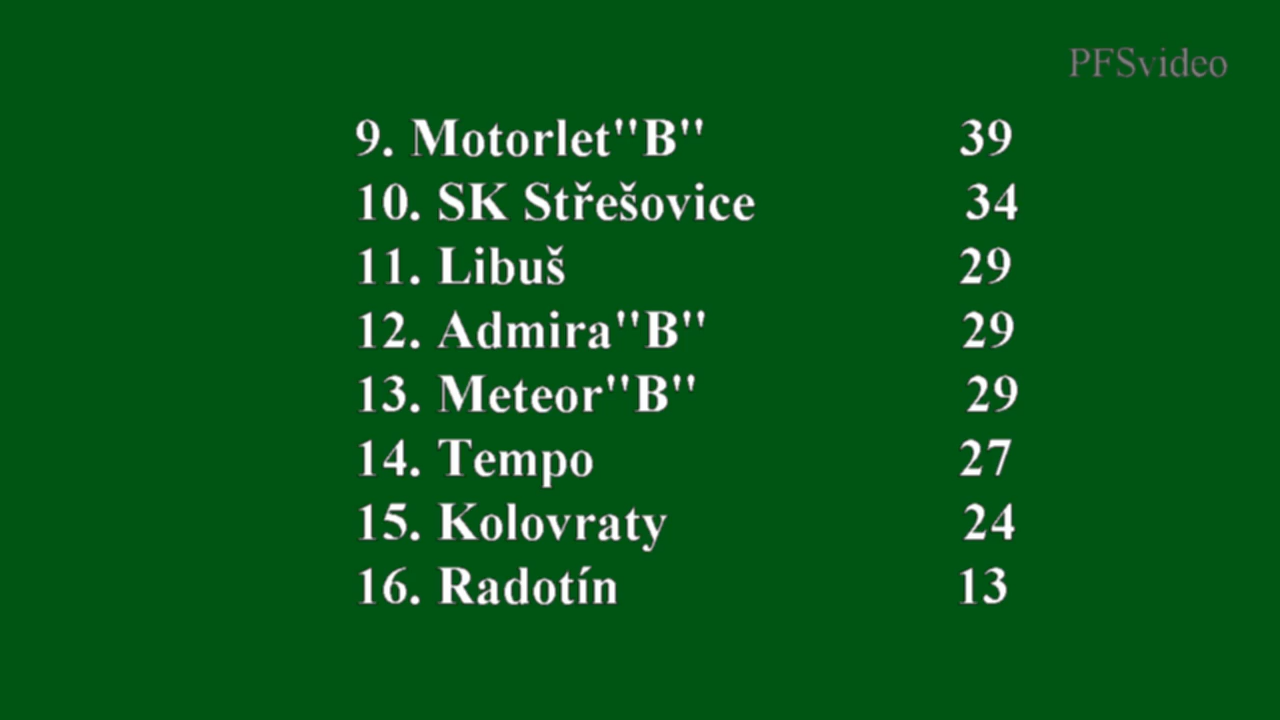 PFSvideo
9. Motorlet"B" 39
10. SK Střešovice 34
11. Libuš 29
12. Admira"B" 29
13. Meteor"B" 29
14. Tempo 27
15. Kolovraty 24
16. Radotín 13